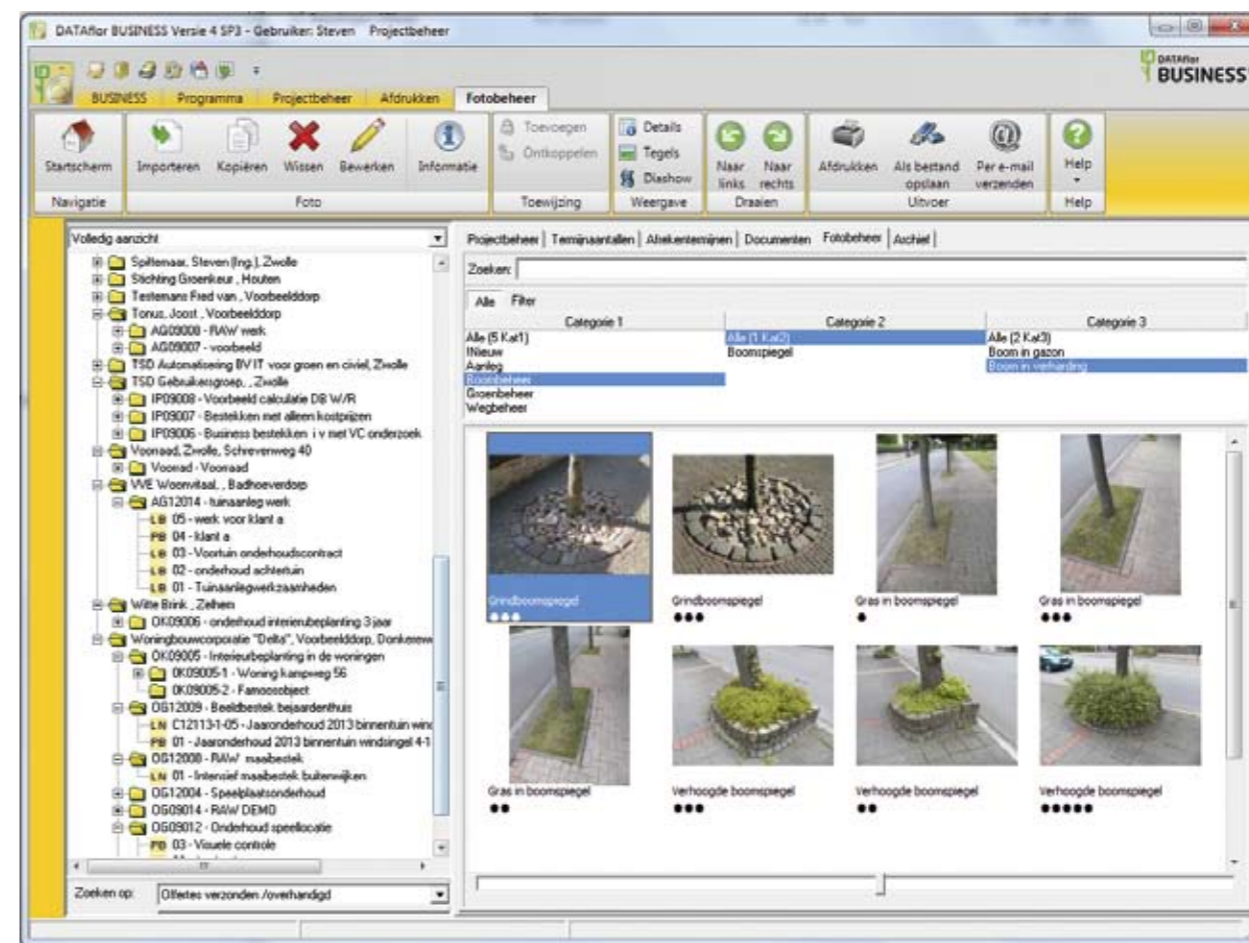 DATAflor BUSINESS Versie 4 SP3 - Gebruiker: Steven Projectbeheer
DATAflor
BUSINESS
BUSINESS Programma Projectbeheer Afdrukken Fotobeheer
Startscherm
Navigatie
Importeren Kopiëren Wissen Bewerken Informatie
Foto
Toevoegen
Ontkoppelen
Toewijzing
Details
Tegels
Diashow
Weergave
Naar links Naar rechts
Draaien
Afdrukken Als bestand opslaan Per e-mail verzenden
Uitvoer
Help
Help
Volledig aanzicht
Spittemaar, Steven (Ing.), Zwolle
Stichting Groenkeur , Houten
Testemans Fred van , Voorbeelddorp
Tonus, Joost , Voorbeelddorp
AG09008 - RAW werk
AG09007 - voorbeeld
TSD Automatisering BV IT voor groen en civiel, Zwolle
TSD Gebruikersgroep, , Zwolle
IP09008 - Voorbeeld calculatie DB W/R
IP09007 - Bestekken met alleen kostprijzen
IP09006 - Business bestekken i v met VC onderzoek
Voorraad, Zwolle, Schrevenweg 40
Voorrad - Voorraad
VVE Woonvitaal, , Badhoeverdorp
AG12014 - tuinaanleg werk
LB 05 - werk voor klant a
PB 04 - klant a
LB 03 - Voortuin onderhoudscontract
LB 02 - onderhoud achtertuin
LB 01 - Tuinaanlegwerkzaamheden
Witte Brink , Zelhem
OK09006 - onderhoud interieurbeplanting 3 jaar
Woningbouwcorporatie "Delta", Voorbeelddorp, Donkerew
OK09005 - Interieurbeplanting in de woningen
OK09005-1 - Woning kampweg 56
OK09005-2 - Famoosobject
OG12009 - Beeldbestek bejaardenthuis
LN C12113-1-05 - Jaaronderhoud 2013 binnentuin wind
PB 01 - Jaaronderhoud 2013 binnentuin windsingel 4-1
OG12008 - RAW maaibestek
LN 01 - Intensief maaibestek buitenwijken
OG12004 - Speelplaatsonderhoud
OG09014 - RAW DEMO
OG09012 - Onderhoud speellocatie
PB 03 - Visuele controle
Zoeken op: Offertes verzonden /overhandigd
Projectbeheer Termijnaantallen Afrekentermijnen Documenten Fotobeheer Archief
Zoeken:
Alle Filter
Categorie 1 Categorie 2 Categorie 3
Alle (5 Kat1) Alle (1 Kat2) Alle (2 Kat3)
!Nieuw Boomspiegel Boom in gazon
Aanleg Boom in verharding
Boombeheer
Groenbeheer
Wegbeheer
Grindboomspiegel Grindboomspiegel Gras in boomspiegel Gras in boomspiegel
Gras in boomspiegel Verhoogde boomspiegel Verhoogde boomspiegel Verhoogde boomspiegel